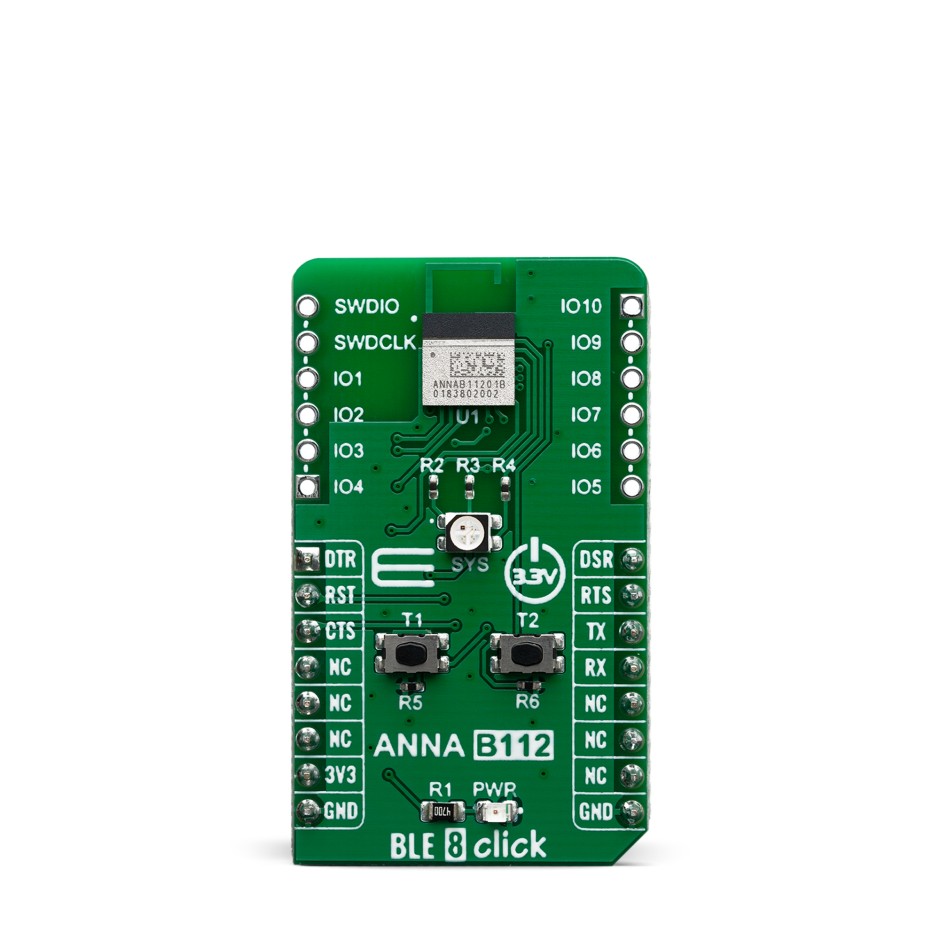 SWDIO
IO10
SWDCLK
IO9
IO1
IO8
ANNAB11201B
0183802002
IO2
U1
IO7
IO3
IO6
R2 R3 R4
IO4
IO5
DTR
SYS
3.3V
DSR
RST
RTS
CTS
T1
T2
TX
NC
RX
NC
R5
R6
NC
NC
ANNA B112
NC
3V3
NC
R1 PWR
GND
4700
GND
BLE 8 click